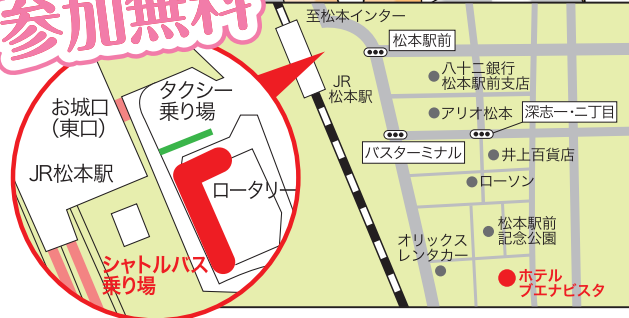 参加無料
至松本インター
松本駅前
八十二銀行
松本駅前支店
JR
松本駅
アリオ松本
深志一・二丁目
バスターミナル
井上百貨店
ローソン
松本駅前
記念公園
オリックス
レンタカー
ホテル
ブエナビスタ
タクシー
乗り場
お城口
(東口)
JR松本駅
ロータリー
シャトルバス
乗り場